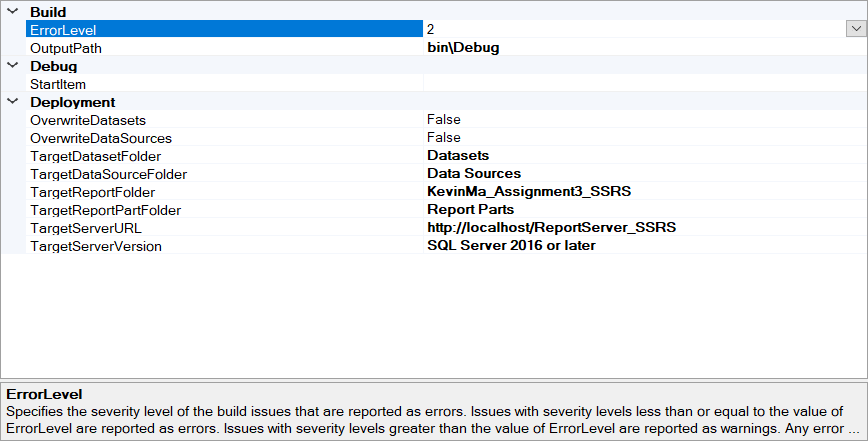 Build
ErrorLevel 2
OutputPath bin\Debug
Debug
StartItem
Deployment
OverwriteDatasets False
OverwriteDataSources False
TargetDatasetFolder Datasets
TargetDataSourceFolder Data Sources
TargetReportFolder KevinMa_Assignment3_SSRS
TargetReportPartFolder Report Parts
TargetServerURL http://localhost/ReportServer_SSRS
TargetServerVersion SQL Server 2016 or later
ErrorLevel
Specifies the severity level of the build issues that are reported as errors. Issues with severity levels less than or equal to the value of
ErrorLevel are reported as errors. Issues with severity levels greater than the value of ErrorLevel are reported as warnings. Any error ...